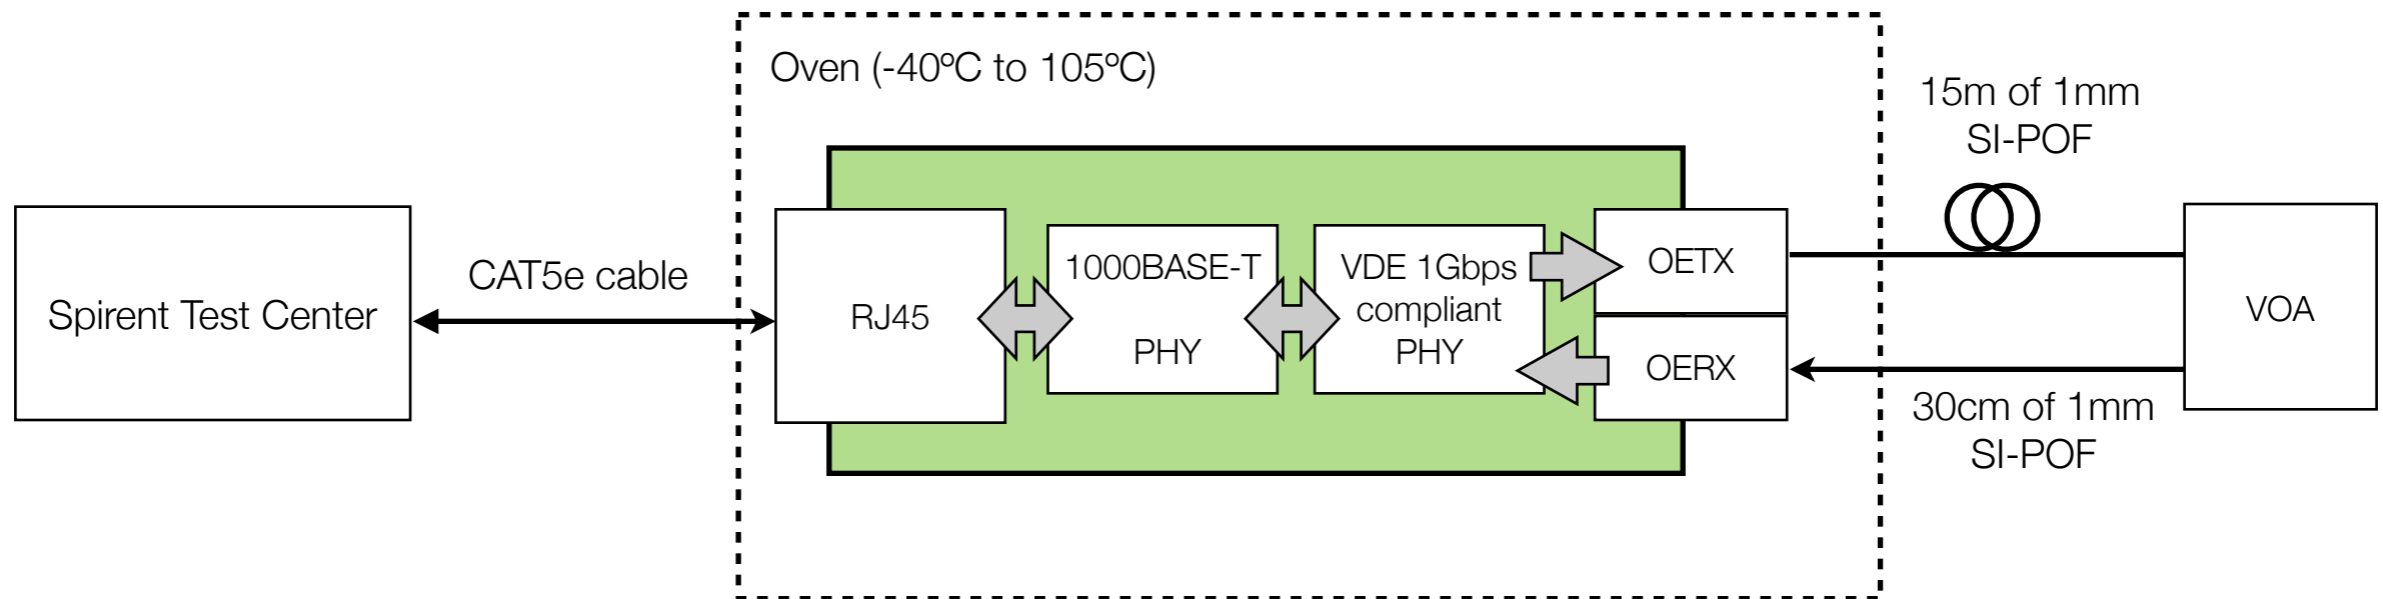 Oven (-40ºC to 105ºC)
15m of 1mm
SI-POF
Spirent Test Center
CAT5e cable
RJ45
1000BASE-T
PHY
VDE 1Gbps
compliant
PHY
OETX
OERX
VOA
30cm of 1mm
SI-POF